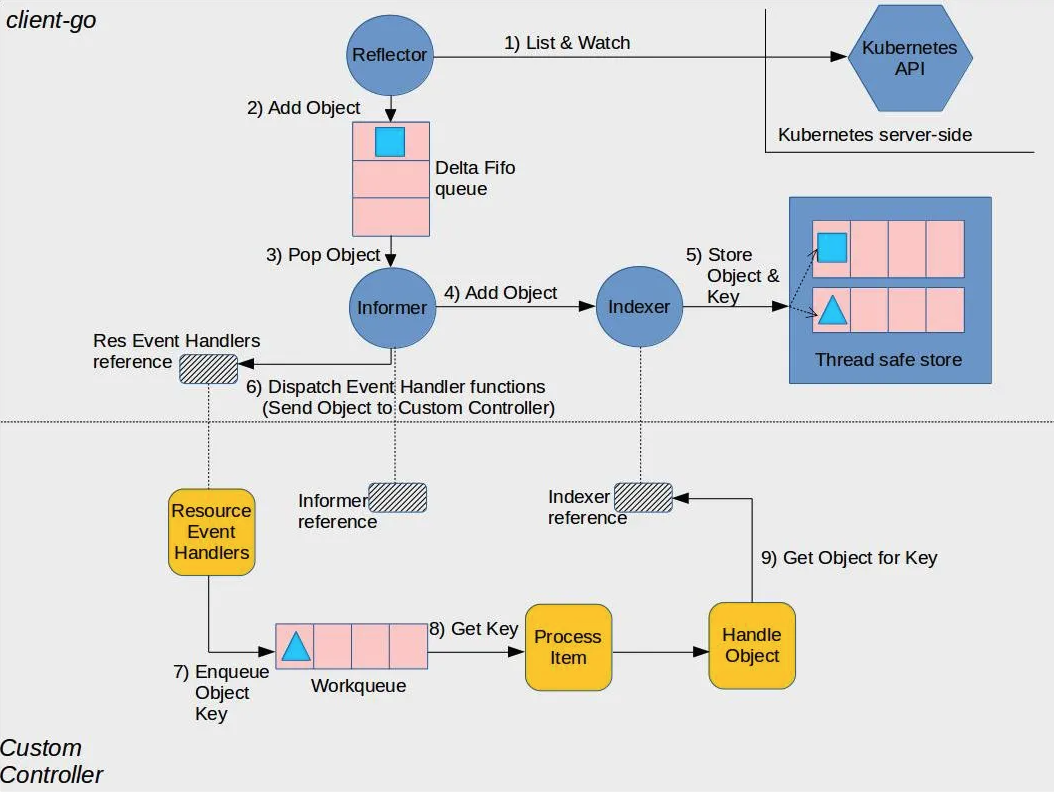 client-go
Reflector
1) List & Watch
Kubernetes
API
Kubernetes server-side
2) Add Object
Delta Fifo
queue
3) Pop Object
Informer
4) Add Object
Indexer
5) Store
Object &
Key
Thread safe store
Res Event Handlers
reference
6) Dispatch Event Handler functions
(Send Object to Custom Controller)
Resource
Event
Handlers
Informer
reference
Indexer
reference
9) Get Object for Key
7) Enqueue
Object
Key
Workqueue
8) Get Key
Process
Item
Handle
Object
Custom
Controller